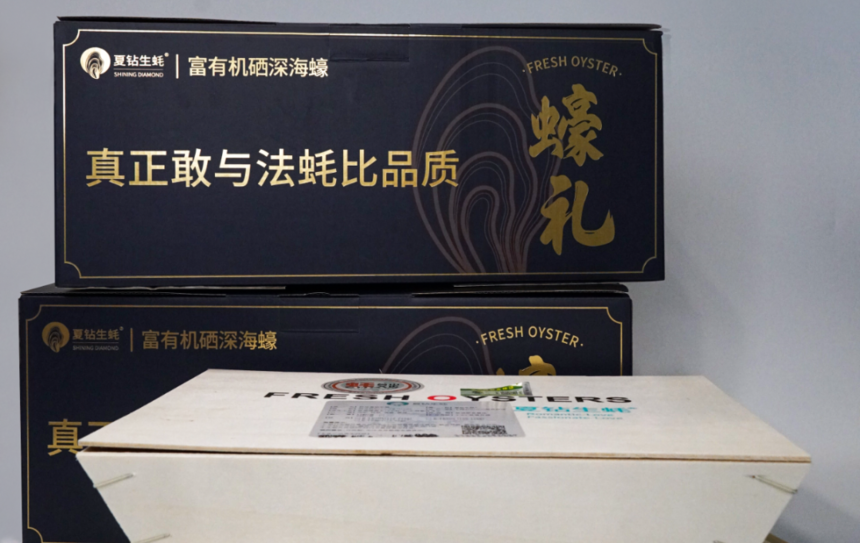 夏钻生蚝®
SHINING DIAMOND
富有机硒深海蠔
·FRESH OYSTER·
真正敢与法蚝比品质
蠔礼
夏钻生蚝®
SHINING DIAMOND
富有机硒深海蠔
·FRESH OYSTER·
真
FRESH OYSTERS
夏钻生蚝®